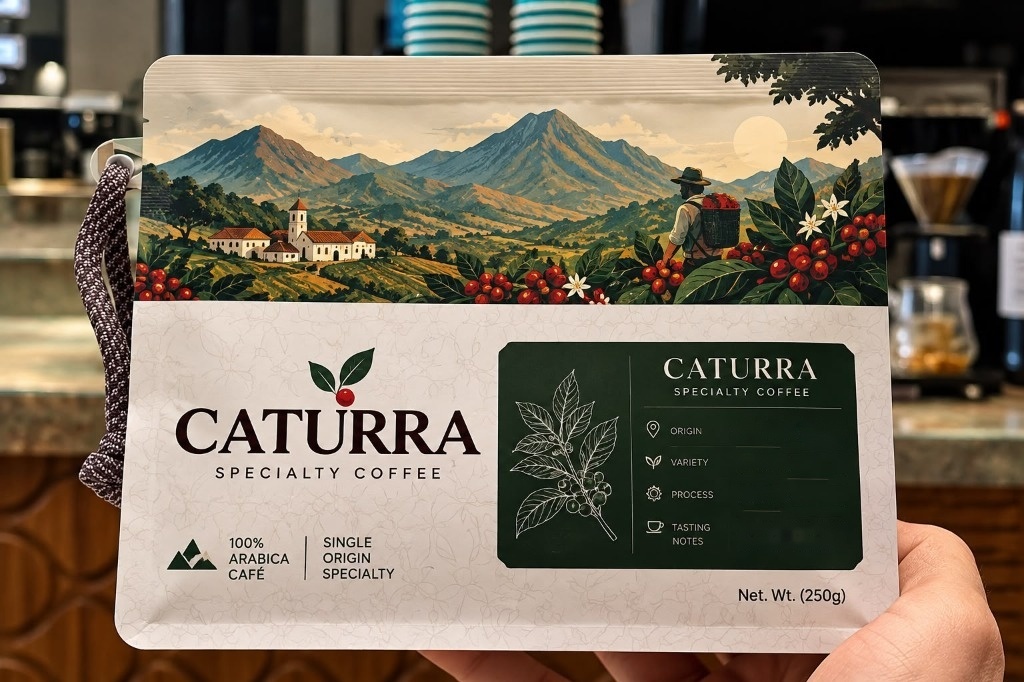 CATURRA
SPECIALTY COFFEE
100%
ARABICA
CAFÉ
SINGLE
ORIGIN
SPECIALTY
CATURRA
SPECIALTY COFFEE
ORIGIN
VARIETY
PROCESS
TASTING
NOTES
Net. Wt. (250g)